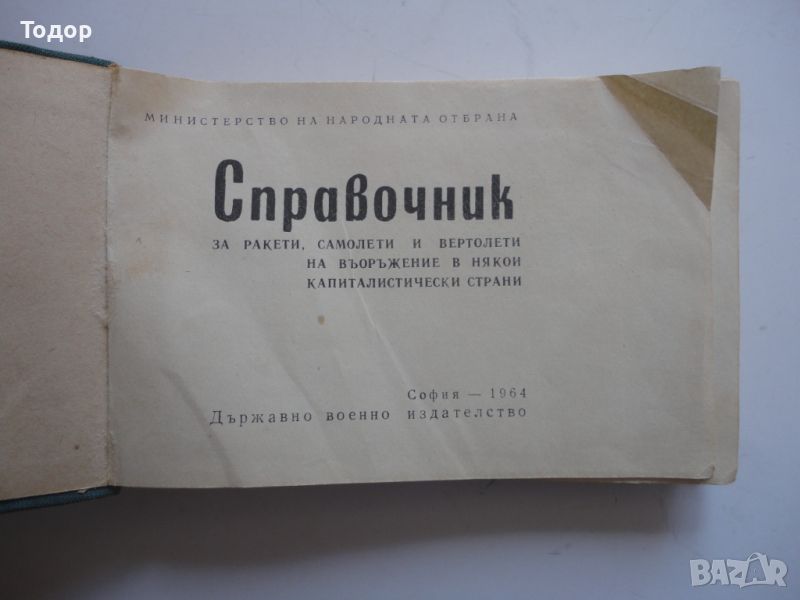 Тодор
МИНИСТЕРСТВО НА НАРОДНАТА ОТБРАНА
Справочник
ЗА РАКЕТИ, САМОЛЕТИ И ВЕРТОЛЕТИ
НА ВЪОРЪЖЕНИЕ В НЯКОИ
КАПИТАЛИСТИЧЕСКИ СТРАНИ
София — 1964
Държавно военно издателство
BAZAR